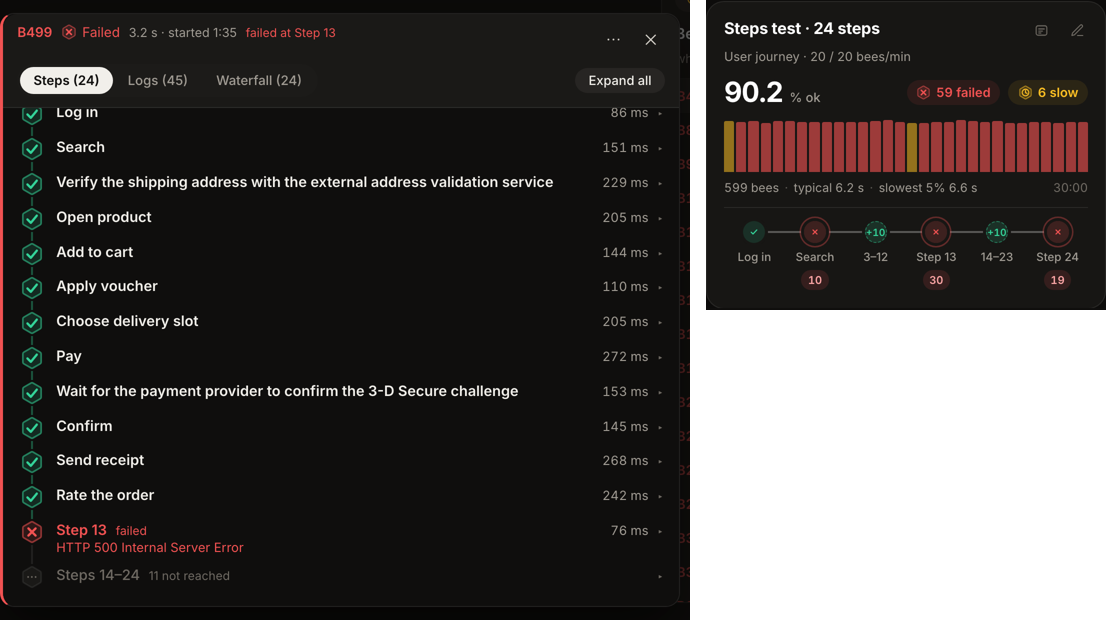 B499 Failed 3.2 s · started 1:35 failed at Step 13
Steps (24) Logs (45) Waterfall (24) Expand all
Log in 86 ms
Search 151 ms
Verify the shipping address with the external address validation service 229 ms
Open product 205 ms
Add to cart 144 ms
Apply voucher 110 ms
Choose delivery slot 205 ms
Pay 272 ms
Wait for the payment provider to confirm the 3-D Secure challenge 153 ms
Confirm 145 ms
Send receipt 268 ms
Rate the order 242 ms
Step 13 failed 76 ms
HTTP 500 Internal Server Error
Steps 14–24 11 not reached
Steps test · 24 steps
User journey · 20 / 20 bees/min
90.2 % ok 59 failed 6 slow
599 bees · typical 6.2 s · slowest 5% 6.6 s 30:00
+10 +10
Log in Search 3–12 Step 13 14–23 Step 24
10 30 19